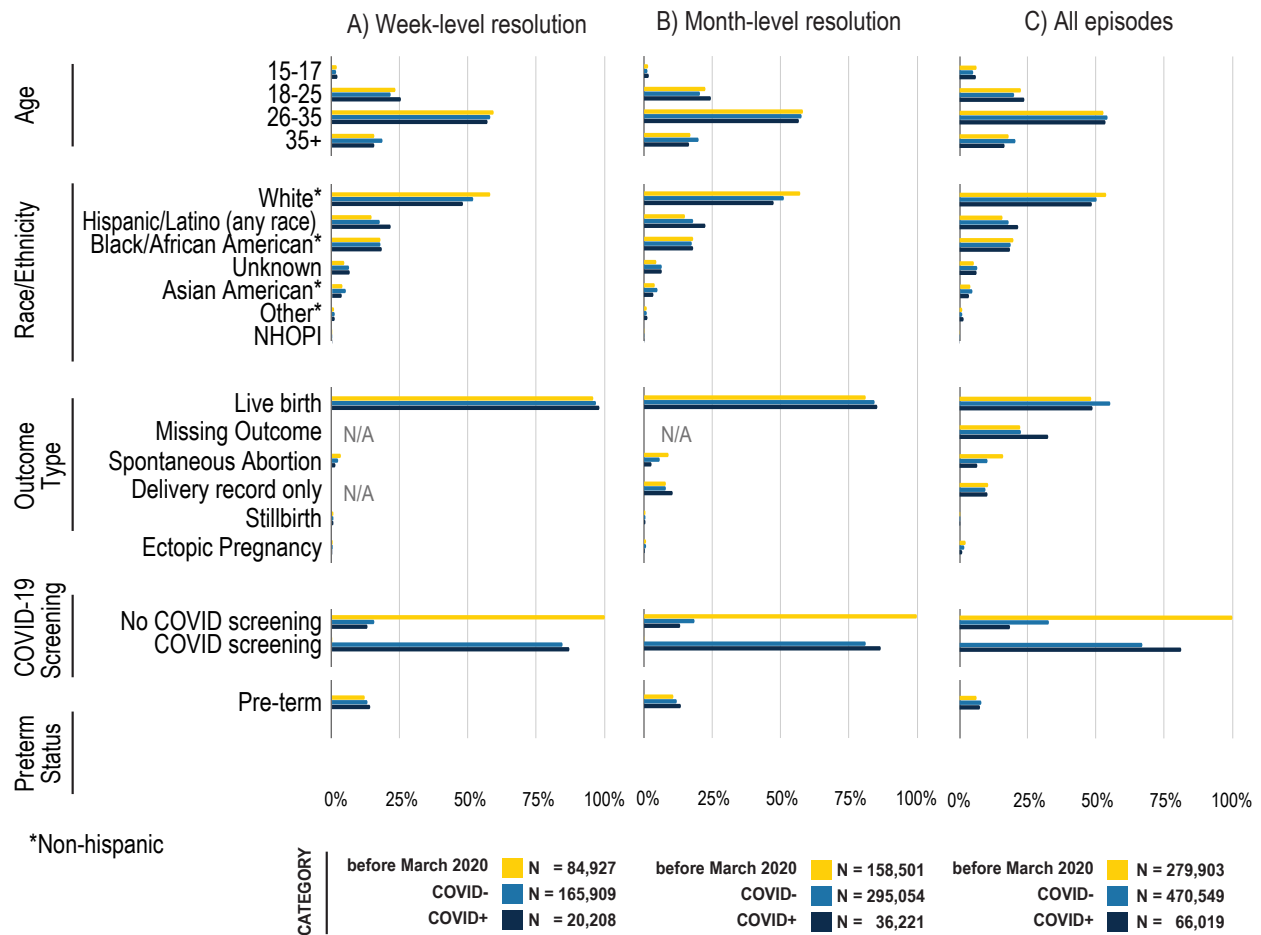 A) Week-level resolution
B) Month-level resolution
C) All episodes
Age
15-17
18-25
26-35
35+
Race/Ethnicity
White*
Hispanic/Latino (any race)
Black/African American*
Unknown
Asian American*
Other*
NHOPI
Outcome
Type
Live birth
Missing Outcome N/A N/A
Spontaneous Abortion
Delivery record only N/A
Stillbirth
Ectopic Pregnancy
COVID-19
Screening
No COVID screening
COVID screening
Preterm
Status
Pre-term
0% 25% 50% 75% 100% 0% 25% 50% 75% 100% 0% 25% 50% 75% 100%
*Non-hispanic
CATEGORY
before March 2020 N = 84,927
COVID- N = 165,909
COVID+ N = 20,208
before March 2020 N = 158,501
COVID- N = 295,054
COVID+ N = 36,221
before March 2020 N = 279,903
COVID- N = 470,549
COVID+ N = 66,019